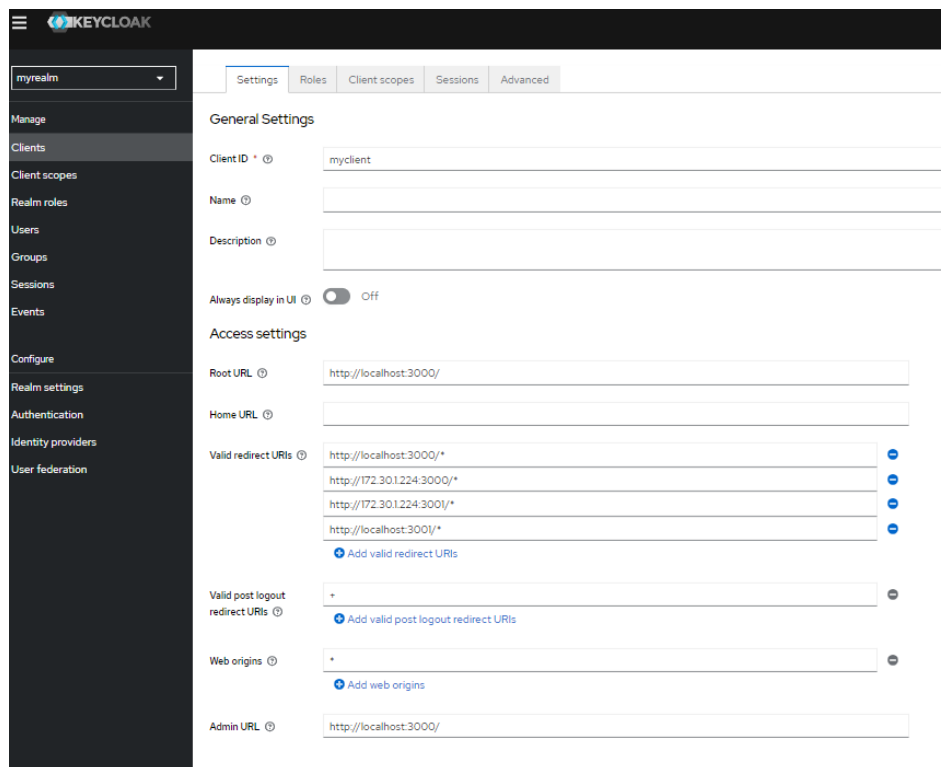 KEYCLOAK
myrealm
Manage
Clients
Client scopes
Realm roles
Users
Groups
Sessions
Events
Configure
Realm settings
Authentication
Identity providers
User federation
Settings Roles Client scopes Sessions Advanced
General Settings
Client ID * myclient
Name
Description
Always display in UI Off
Access settings
Root URL http://localhost:3000/
Home URL
Valid redirect URIs http://localhost:3000/*
http://172.30.1.224:3000/*
http://172.30.1.224:3001/*
http://localhost:3001/*
Add valid redirect URIs
Valid post logout +
redirect URIs
Add valid post logout redirect URIs
Web origins *
Add web origins
Admin URL http://localhost:3000/